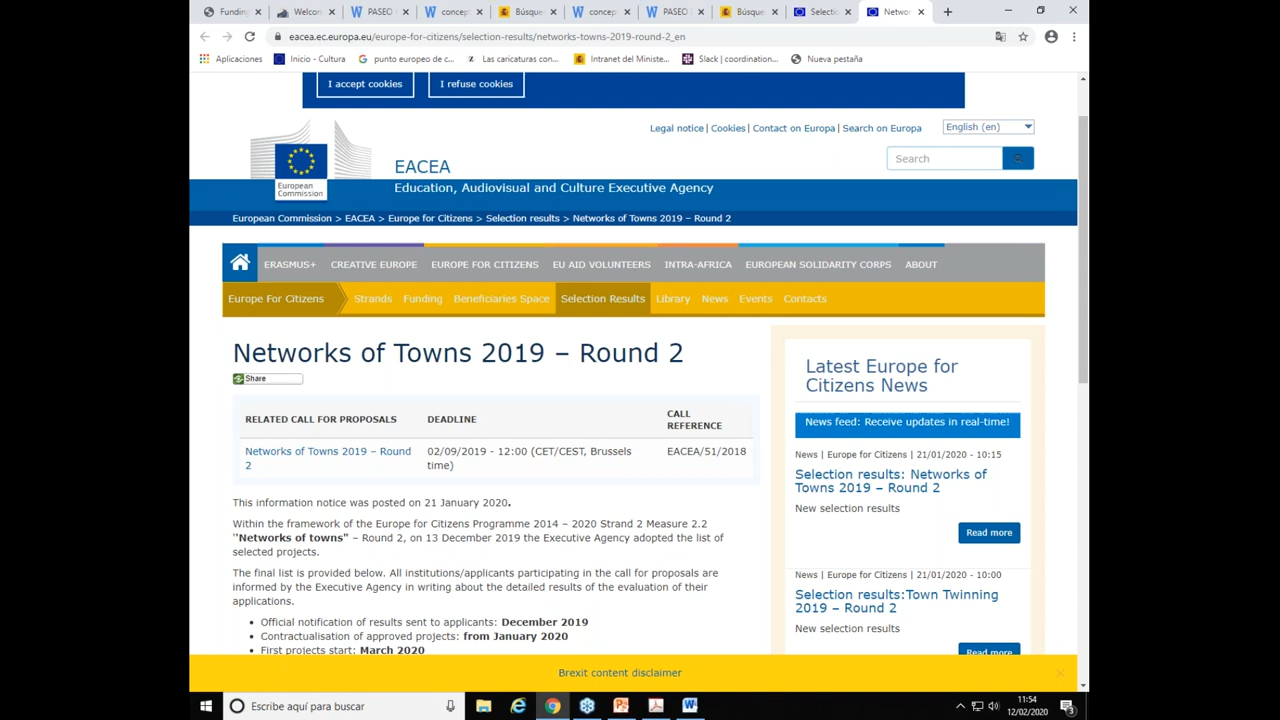 Funding
Welcom
PASEO
concep
Búsque
concep
PASEO
Búsque
Selecti
Networ
eacea.ec.europa.eu/europe-for-citizens/selection-results/networks-towns-2019-round-2_en
Aplicaciones
Inicio - Cultura
punto europeo de c...
Las caricaturas con...
Intranet del Ministe...
Slack | coordination...
Nueva pestaña
I accept cookies
I refuse cookies
Legal notice | Cookies | Contact on Europa | Search on Europa
English (en)
Search
European
Commission
EACEA
Education, Audiovisual and Culture Executive Agency
European Commission > EACEA > Europe for Citizens > Selection results > Networks of Towns 2019 – Round 2
ERASMUS+ CREATIVE EUROPE EUROPE FOR CITIZENS EU AID VOLUNTEERS INTRA-AFRICA EUROPEAN SOLIDARITY CORPS ABOUT
Europe For Citizens Strands Funding Beneficiaries Space Selection Results Library News Events Contacts
Networks of Towns 2019 – Round 2
Share
RELATED CALL FOR PROPOSALS DEADLINE CALL
REFERENCE
Networks of Towns 2019 – Round
2
02/09/2019 - 12:00 (CET/CEST, Brussels
time)
EACEA/51/2018
This information notice was posted on 21 January 2020.
Within the framework of the Europe for Citizens Programme 2014 – 2020 Strand 2 Measure 2.2
"Networks of towns" – Round 2, on 13 December 2019 the Executive Agency adopted the list of
selected projects.
The final list is provided below. All institutions/applicants participating in the call for proposals are
informed by the Executive Agency in writing about the detailed results of the evaluation of their
applications.
• Official notification of results sent to applicants: December 2019
• Contractualisation of approved projects: from January 2020
• First projects start: March 2020
Latest Europe for
Citizens News
News feed: Receive updates in real-time!
News | Europe for Citizens | 21/01/2020 - 10:15
Selection results: Networks of
Towns 2019 – Round 2
New selection results
Read more
News | Europe for Citizens | 21/01/2020 - 10:00
Selection results:Town Twinning
2019 – Round 2
New selection results
Read more
Brexit content disclaimer
Escribe aquí para buscar
11:54
12/02/2020
3